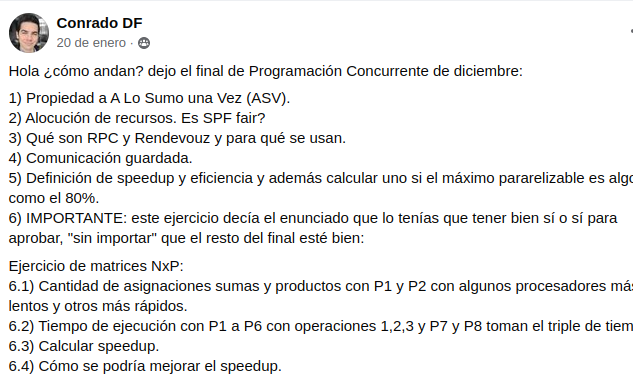 Conrado DF
20 de enero ·
Hola ¿cómo andan? dejo el final de Programación Concurrente de diciembre:
1) Propiedad a A Lo Sumo una Vez (ASV).
2) Alocución de recursos. Es SPF fair?
3) Qué son RPC y Rendevouz y para qué se usan.
4) Comunicación guardada.
5) Definición de speedup y eficiencia y además calcular uno si el máximo pararelizable es algo
como el 80%.
6) IMPORTANTE: este ejercicio decía el enunciado que lo tenías que tener bien sí o sí para
aprobar, "sin importar" que el resto del final esté bien:
Ejercicio de matrices NxP:
6.1) Cantidad de asignaciones sumas y productos con P1 y P2 con algunos procesadores más
lentos y otros más rápidos.
6.2) Tiempo de ejecución con P1 a P6 con operaciones 1,2,3 y P7 y P8 toman el triple de tiem
6.3) Calcular speedup.
6.4) Cómo se podría mejorar el speedup.